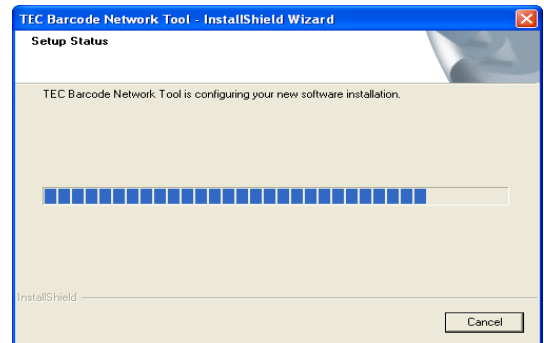 TEC Barcode Network Tool - InstallShield Wizard
Setup Status
TEC Barcode Network Tool is configuring your new software installation.
InstallShield
Cancel